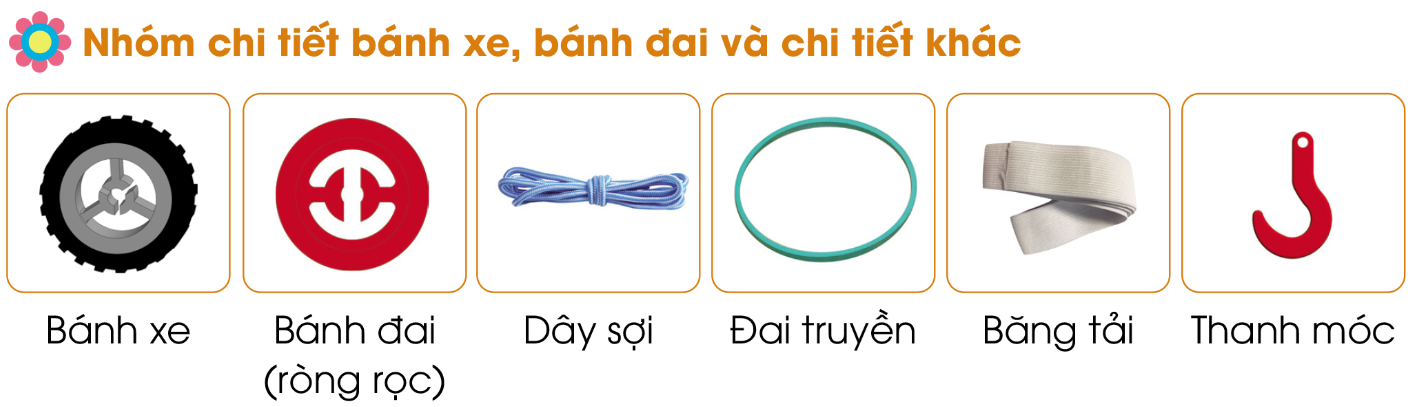 Nhóm chi tiết bánh xe, bánh đai và chi tiết khác
Bánh xe
Bánh đai
(ròng rọc)
Dây sợi
Đai truyền
Băng tải
Thanh móc